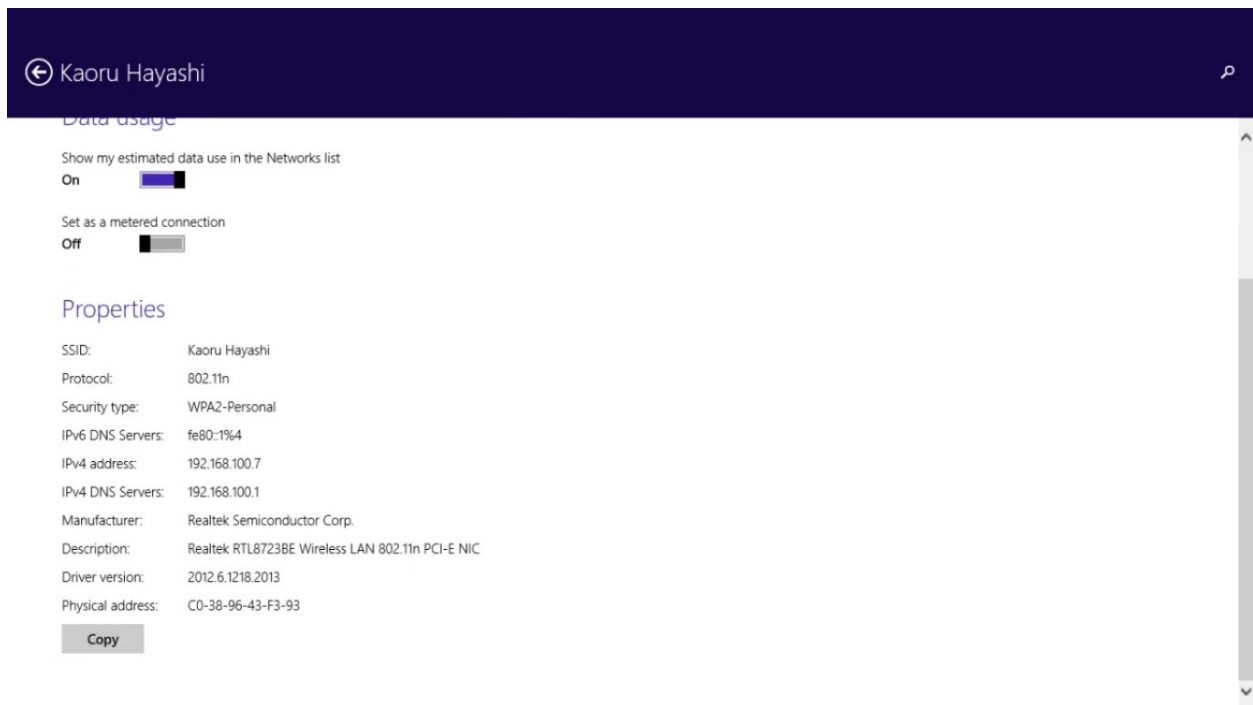 Kaoru Hayashi
Data usage
Show my estimated data use in the Networks list
On
Set as a metered connection
Off
Properties
SSID: Kaoru Hayashi
Protocol: 802.11n
Security type: WPA2-Personal
IPv6 DNS Servers: fe80::1%4
IPv4 address: 192.168.100.7
IPv4 DNS Servers: 192.168.100.1
Manufacturer: Realtek Semiconductor Corp.
Description: Realtek RTL8723BE Wireless LAN 802.11n PCI-E NIC
Driver version: 2012.6.1218.2013
Physical address: C0-38-96-43-F3-93
Copy